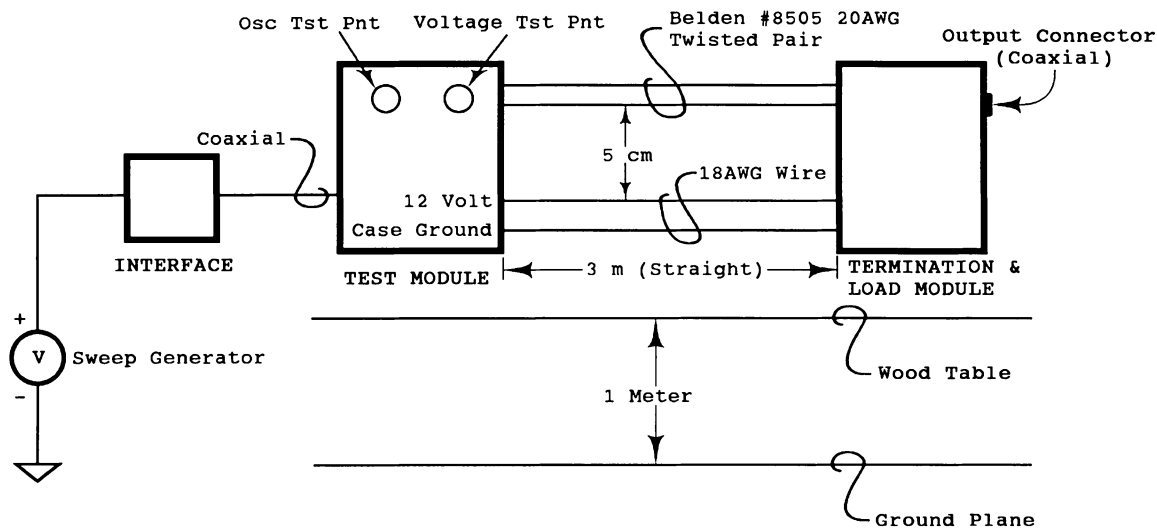 Osc Tst Pnt
Voltage Tst Pnt
Belden #8505 20AWG
Twisted Pair
Output Connector
(Coaxial)
Coaxial
5 cm
18AWG Wire
12 Volt
Case Ground
INTERFACE
TEST MODULE
3 m (Straight)
TERMINATION &
LOAD MODULE
+
V
Sweep Generator
-
Wood Table
1 Meter
Ground Plane